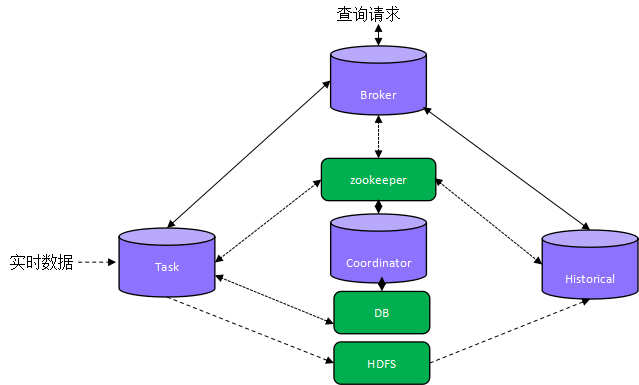 查询请求
Broker
zookeeper
实时数据
Task
Coordinator
Historical
DB
HDFS